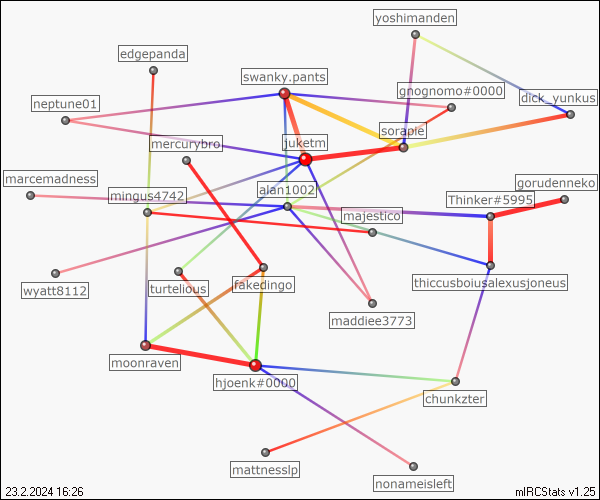 yoshimanden
edgepanda
swanky.pants
gnognomo#0000
dick_yunkus
neptune01
sorapie
mercurybro
juketm
marcemadness
gorudenneko
mingus4742
alan1002
Thinker#5995
majestico
wyatt8112
turtelious
fakedingo
thiccusboiusalexusjoneus
maddiee3773
moonraven
hjoenk#0000
chunkzter
mattnesslp
nonameisleft
23.2.2024 16:26
mIRCStats v1.25